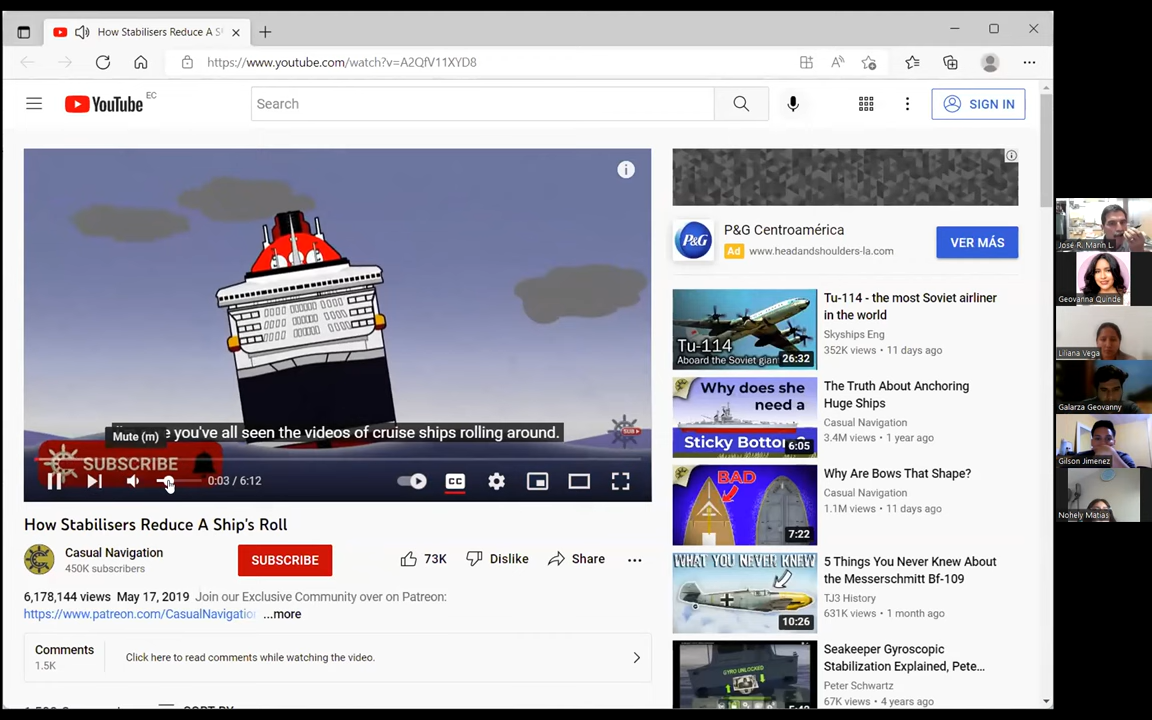 How Stabilisers Reduce A S
https://www.youtube.com/watch?v=A2QfV11XYD8
YouTube EC
Search
SIGN IN
you've all seen the videos of cruise ships rolling around.
Mute (m)
SUBSCRIBE
SUB
0:03 / 6:12
CC
How Stabilisers Reduce A Ship's Roll
Casual Navigation
450K subscribers
SUBSCRIBE
73K
Dislike
Share
6,178,144 views May 17, 2019 Join our Exclusive Community over on Patreon:
https://www.patreon.com/CasualNavigatio ...more
Comments
1.5K
Click here to read comments while watching the video.
P&G
P&G Centroamérica
Ad www.headandshoulders-la.com
VER MÁS
Tu-114
Aboard the Soviet gian
26:32
Tu-114 - the most Soviet airliner
in the world
Skyships Eng
352K views • 11 days ago
Why does she
need a
Sticky Botto
6:05
The Truth About Anchoring
Huge Ships
Casual Navigation
3.4M views • 1 year ago
BAD
7:22
Why Are Bows That Shape?
Casual Navigation
1.1M views • 11 days ago
WHAT YOU NEVER KNEW
10:26
5 Things You Never Knew About
the Messerschmitt Bf-109
TJ3 History
631K views • 1 month ago
GYRO UNLOCKED
Seakeeper Gyroscopic
Stabilization Explained, Pete...
Peter Schwartz
67K views • 4 years ago
José R. Mann L.
Geovanna Quinde
Liliana Vega
Galarza Geovanny
Gilson Jimenez
Nohely Matias